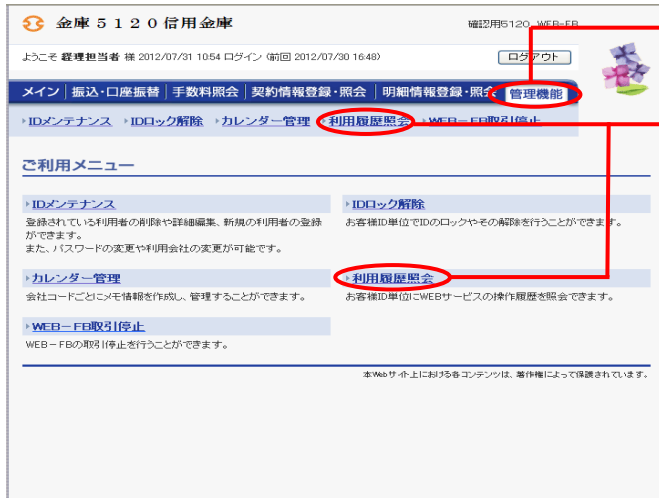 金庫５１２０信用金庫
確認用5120 WEB-FB
ようこそ 経理担当者 様 2012/07/31 10:54 ログイン (前回 2012/07/30 16:48)
ログアウト
メイン 振込・口座振替 手数料照会 契約情報登録・照会 明細情報登録・照会 管理機能
IDメンテナンス IDロック解除 カレンダー管理 利用履歴照会 WEB－FB取引停止
ご利用メニュー
IDメンテナンス
登録されている利用者の削除や詳細編集、新規の利用者の登録
ができます。
また、パスワードの変更や利用会社の変更が可能です。
IDロック解除
お客様ID単位でIDのロックやその解除を行うことができます。
カレンダー管理
会社コードごとにメモ情報を作成し、管理することができます。
利用履歴照会
お客様ID単位にWEBサービスの操作履歴を照会できます。
WEB－FB取引停止
WEB－FBの取引停止を行うことができます。
本Webサイト上における各コンテンツは、著作権によって保護されています。